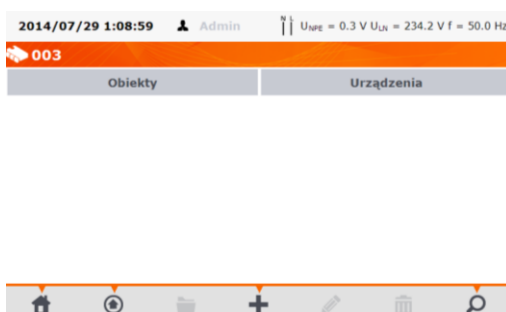 2014/07/29 1:08:59 Admin N L UNPE = 0.3 V ULN = 234.2 V f = 50.0 Hz
003
Obiekty Urządzenia